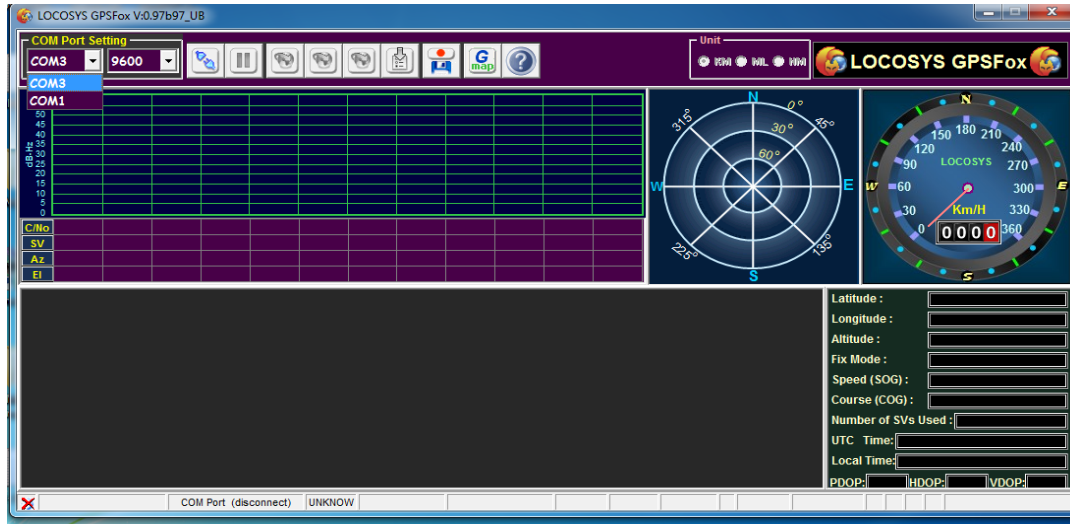 LOCOSYS GPSFox V:0.97b97_UB
COM Port Setting
COM3 9600
COM3
COM1
G map ?
Unit
KM ML NM
LOCOSYS GPSFox
dB-Hz
50
45
40
35
30
25
20
15
10
5
0
C/No
SV
Az
El
N
0°
315° 45°
30°
60°
W E
225° 135°
S
N
150 180 210
120 240
90 LOCOSYS 270
W 60 300 E
30 Km/H 330
0 0000 360
S
Latitude :
Longitude :
Altitude :
Fix Mode :
Speed (SOG) :
Course (COG) :
Number of SVs Used :
UTC Time:
Local Time:
PDOP: HDOP: VDOP:
COM Port (disconnect) UNKNOW